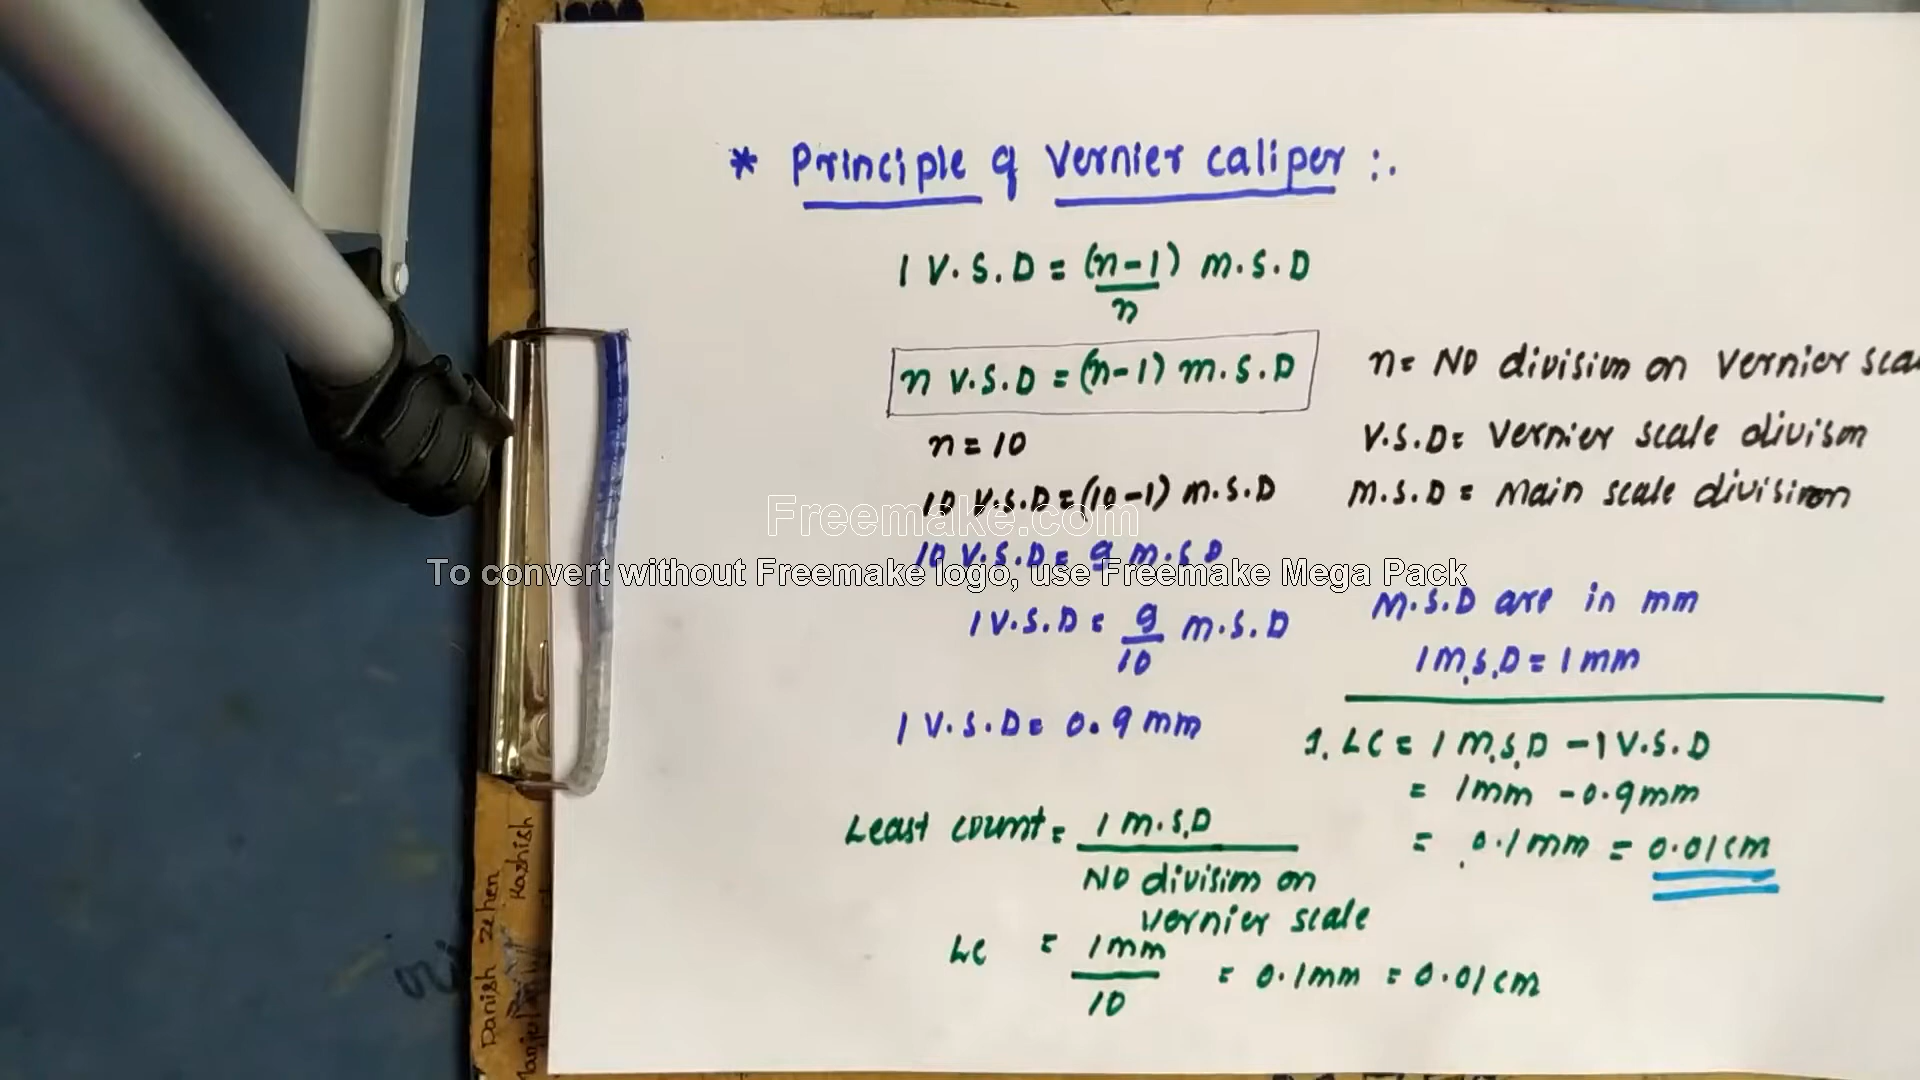 * Principle of Vernier caliper :.
1 V.S.D = (n-1)/n M.S.D
n V.S.D = (n-1) M.S.D
n = NO division on Vernier
n = 10
V.S.D = Vernier scale divison
10 V.S.D = (10-1) M.S.D
M.S.D = Main scale division
Freemake.com
10 V.S.D = 9 M.S.D
To convert without Freemake logo, use Freemake Mega Pack
M.S.D are in mm
1 V.S.D = 9/10 M.S.D
1 M.S.D = 1 mm
1 V.S.D = 0.9 mm
1. LC = 1 M.S.D - 1 V.S.D
= 1mm - 0.9mm
= 0.1mm = 0.01cm
Least count = 1 M.S.D
NO division on
Vernier scale
LC = 1mm/10 = 0.1mm = 0.01cm
Danish Zehen
Kashish